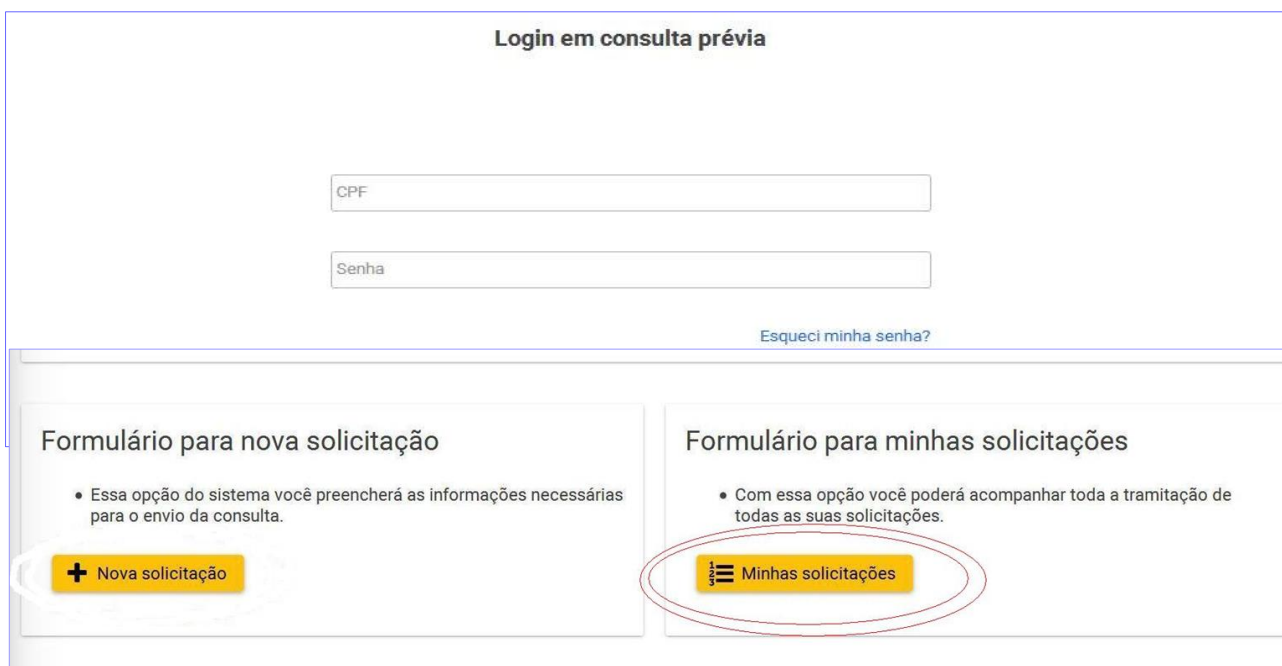 Login em consulta prévia
CPF
Senha
Esqueci minha senha?
Formulário para nova solicitação
• Essa opção do sistema você preencherá as informações necessárias
para o envio da consulta.
Nova solicitação
Formulário para minhas solicitações
• Com essa opção você poderá acompanhar toda a tramitação de
todas as suas solicitações.
Minhas solicitações